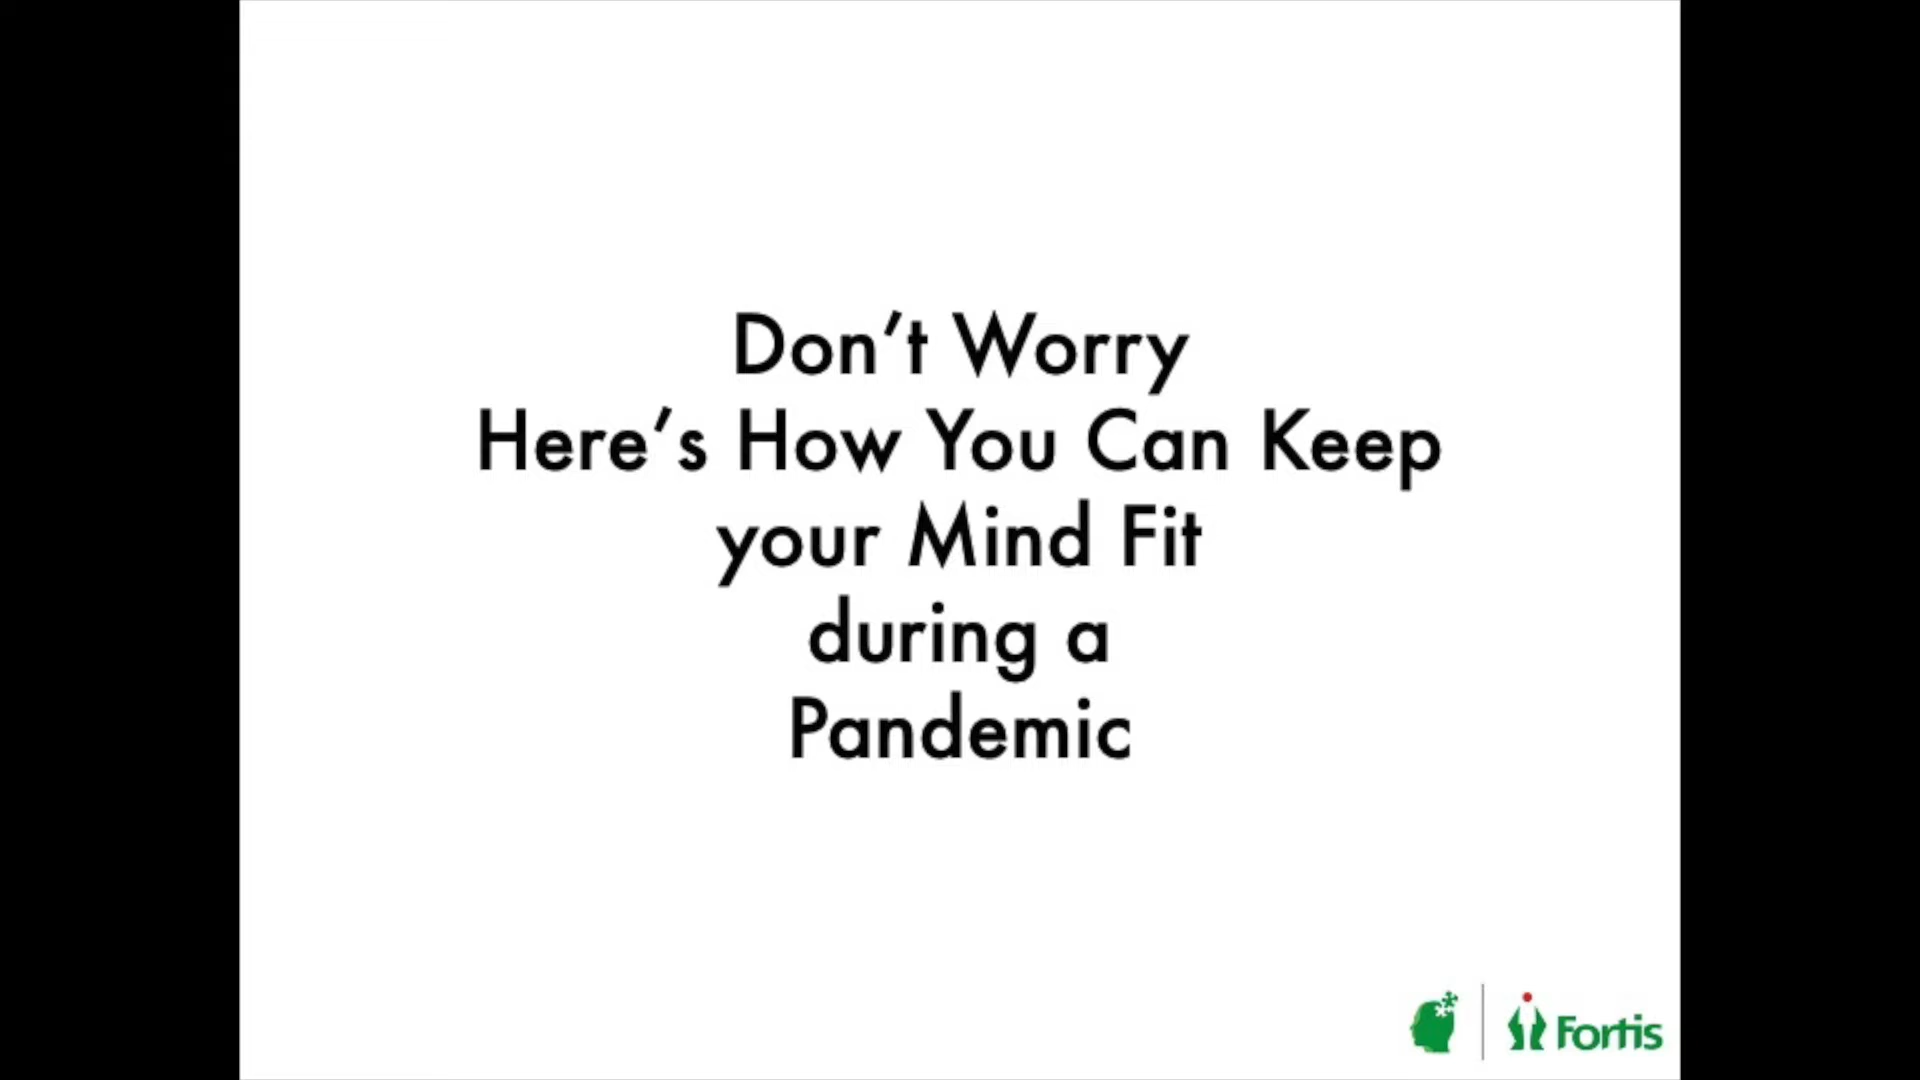 Don’t Worry
Here’s How You Can Keep
your Mind Fit
during a
Pandemic
Fortis